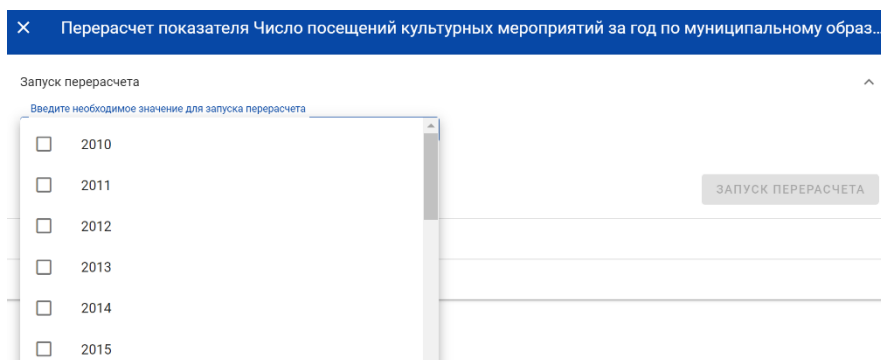 Перерасчет показателя Число посещений культурных мероприятий за год по муниципальному образ...
Запуск перерасчета
Введите необходимое значение для запуска перерасчета
2010
2011
ЗАПУСК ПЕРЕРАСЧЕТА
2012
2013
2014
2015